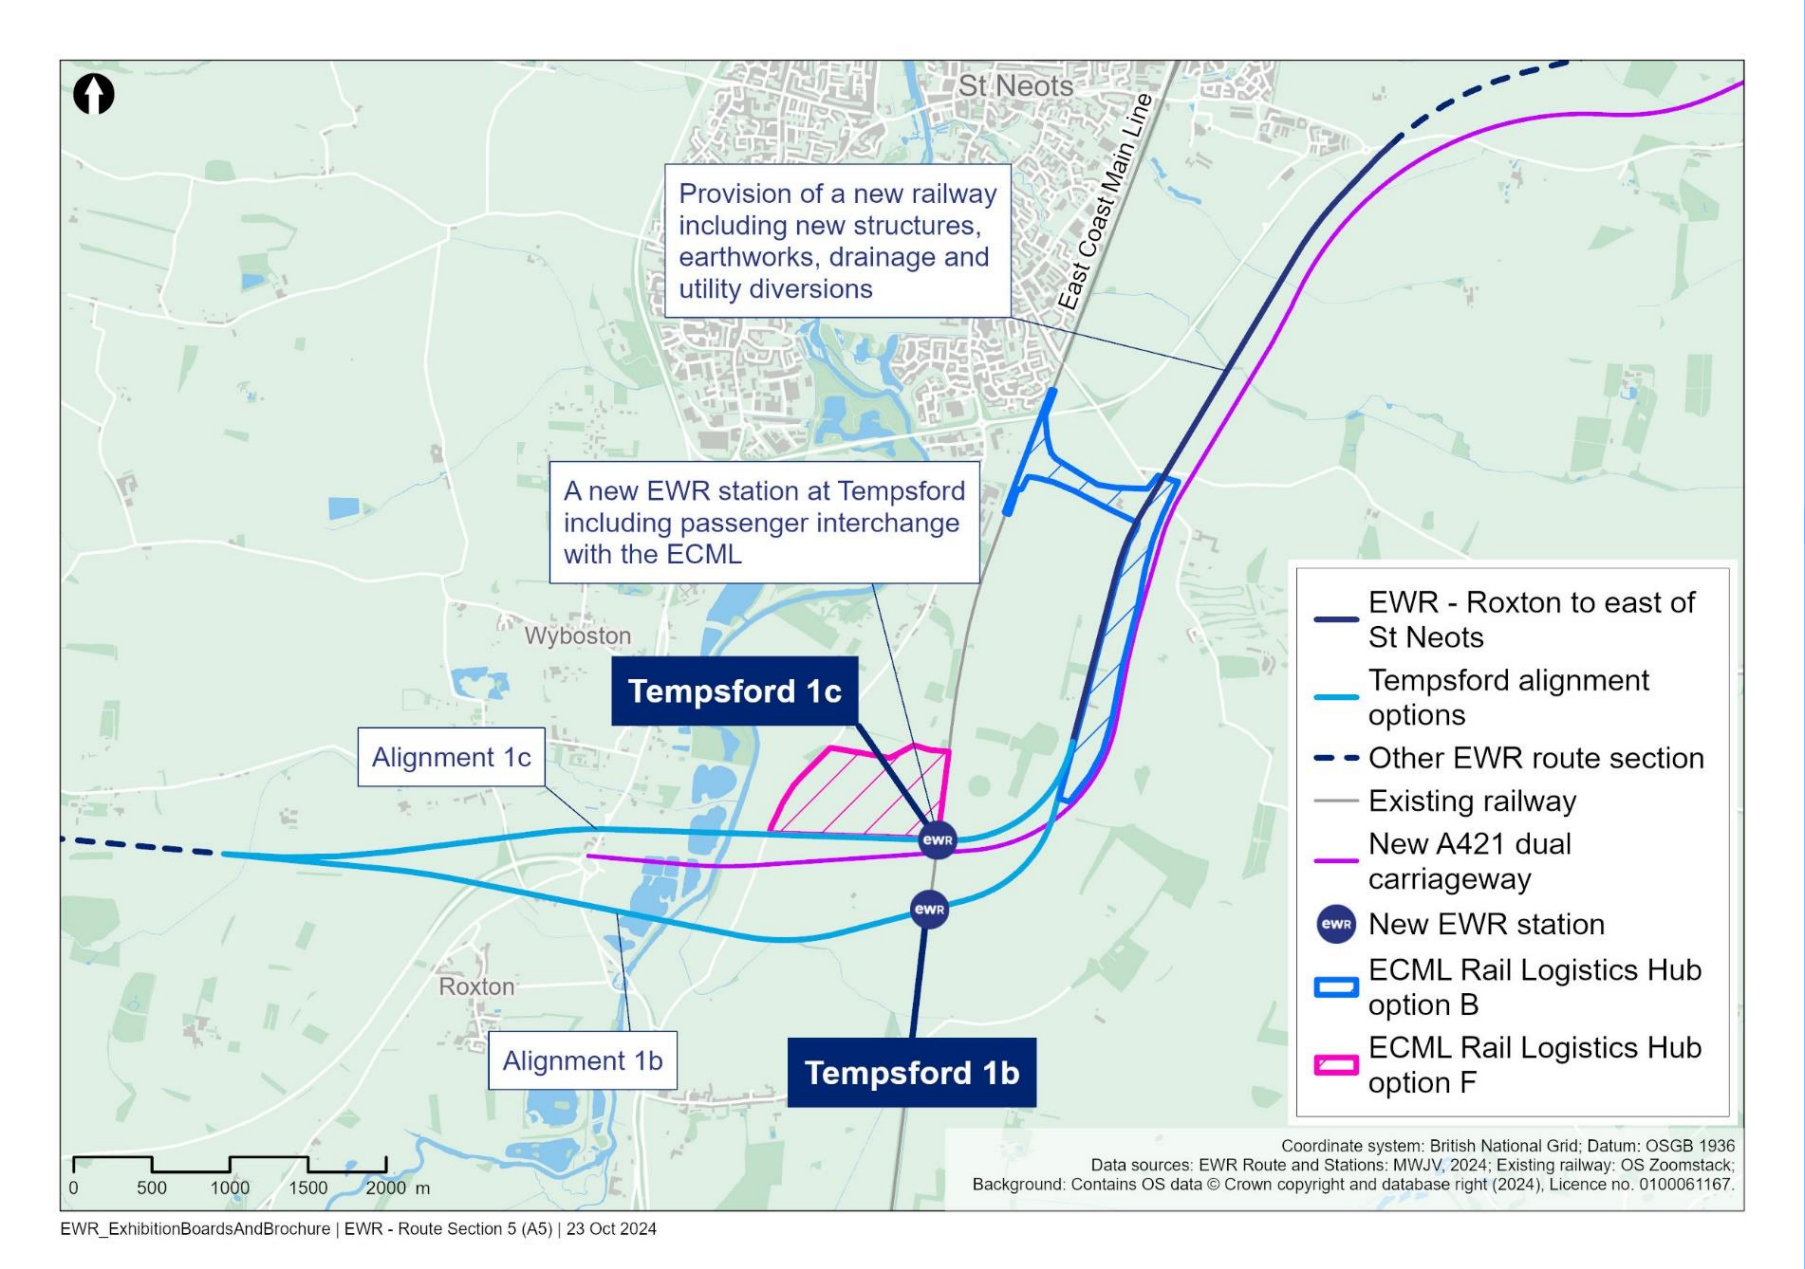 St Neots
East Coast Main Line
Provision of a new railway
including new structures,
earthworks, drainage and
utility diversions
A new EWR station at Tempsford
including passenger interchange
with the ECML
Wyboston
Tempsford 1c
Alignment 1c
ewR
ewR
Roxton
Alignment 1b
Tempsford 1b
EWR - Roxton to east of
St Neots
Tempsford alignment
options
Other EWR route section
Existing railway
New A421 dual
carriageway
ewR
New EWR station
ECML Rail Logistics Hub
option B
ECML Rail Logistics Hub
option F
Coordinate system: British National Grid; Datum: OSGB 1936
Data sources: EWR Route and Stations: MWJV, 2024; Existing railway: OS Zoomstack;
Background: Contains OS data © Crown copyright and database right (2024), Licence no. 0100061167.
0 500 1000 1500 2000 m
EWR_ExhibitionBoardsAndBrochure | EWR - Route Section 5 (A5) | 23 Oct 2024